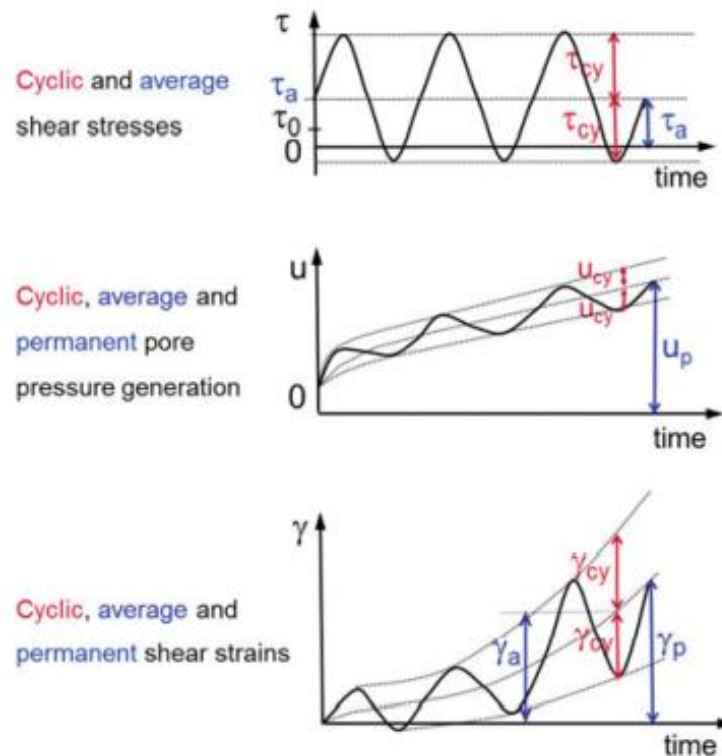 τ
Cyclic and average
shear stresses
τa
τ0
0
τcy
τcy
τa
time
u
Cyclic, average and
permanent pore
pressure generation
0
ucy
ucy
up
time
γ
Cyclic, average and
permanent shear strains
γa
γcy
γcy
γp
time